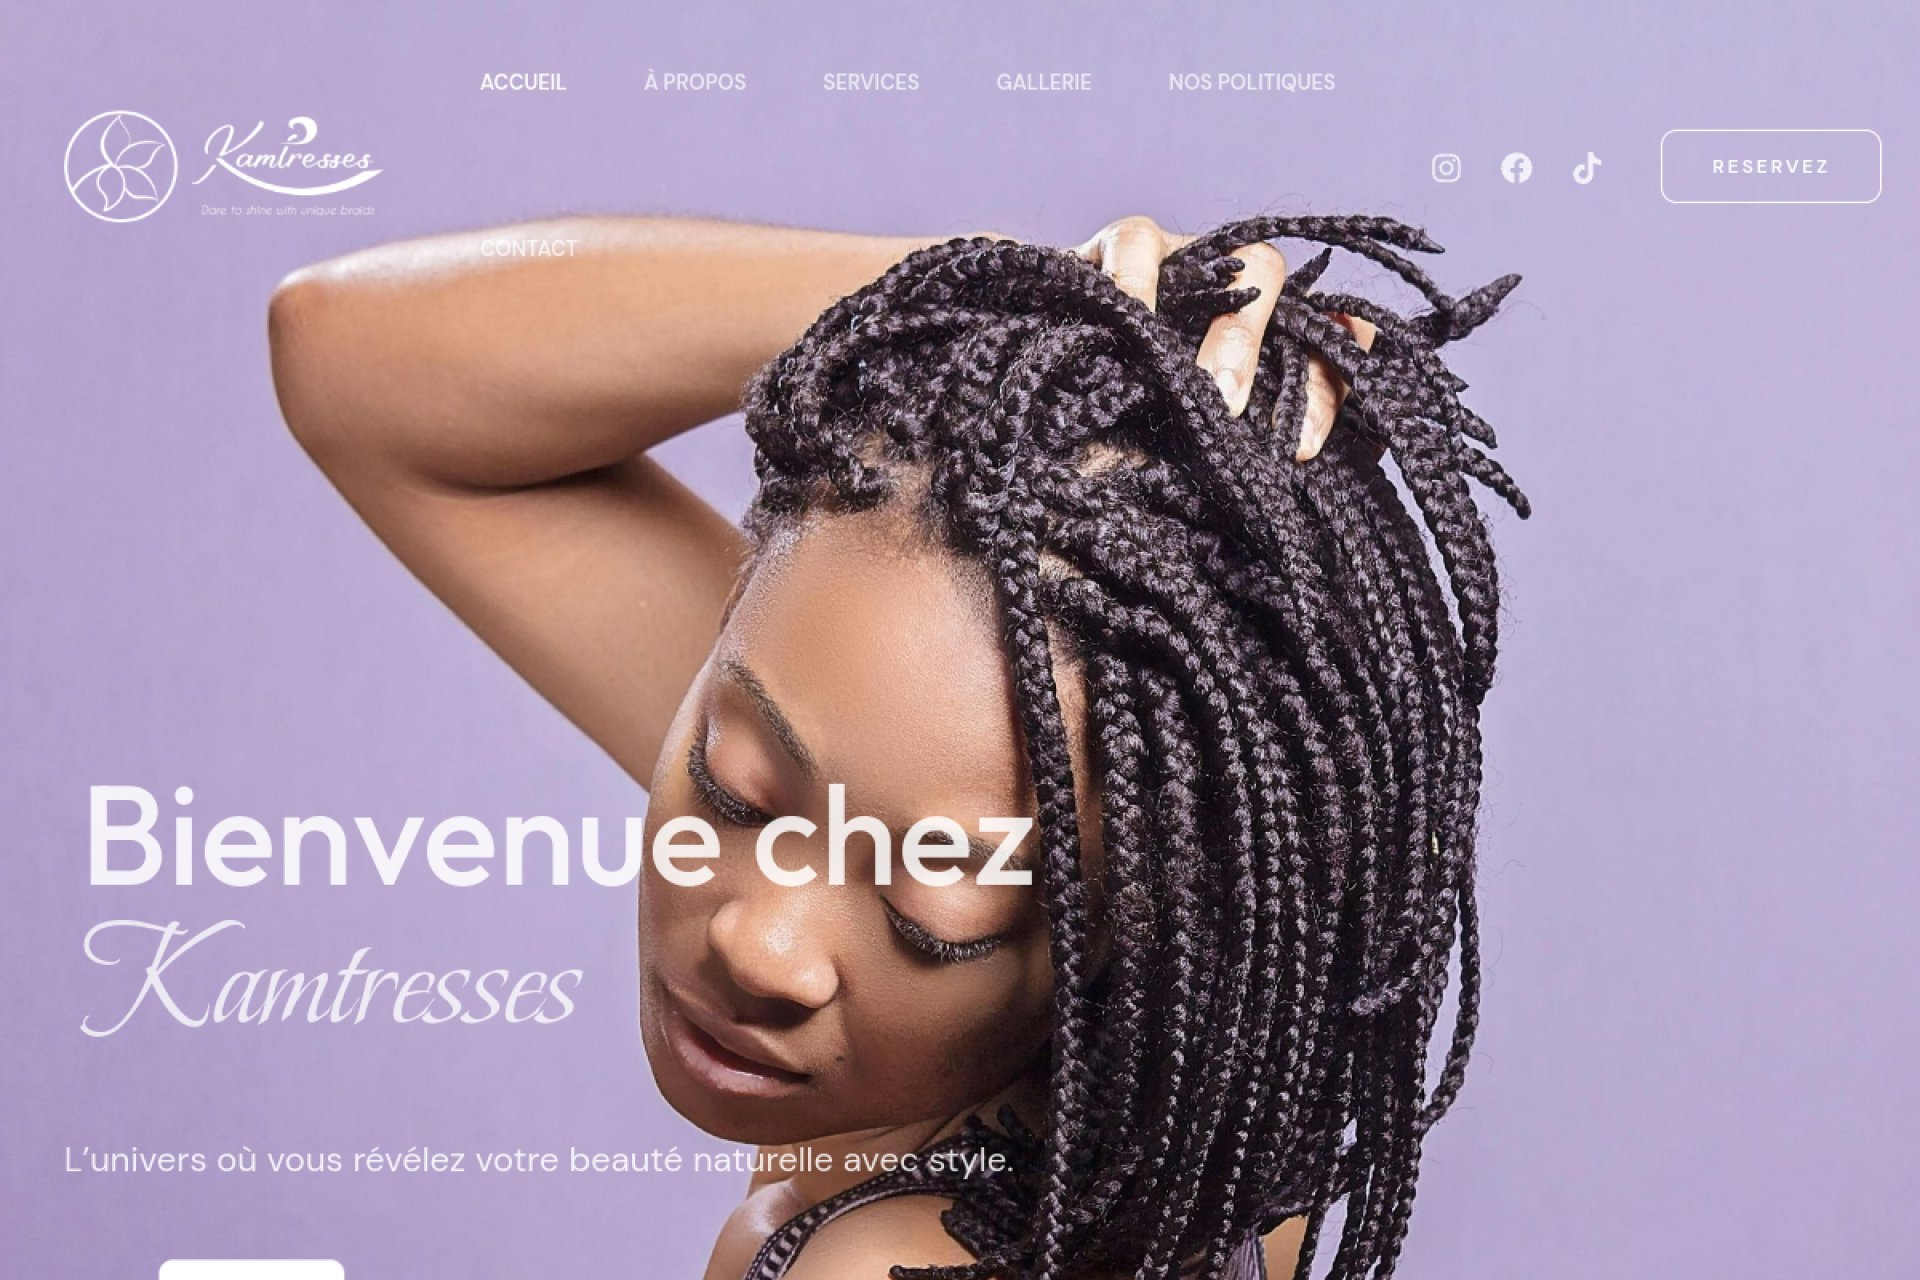 ACCUEIL
À PROPOS
SERVICES
GALLERIE
NOS POLITIQUES
Kamtresses
Dare to shine with unique braids
RESERVEZ
CONTACT
Bienvenue chez
Kamtresses
L’univers où vous révélez votre beauté naturelle avec style.